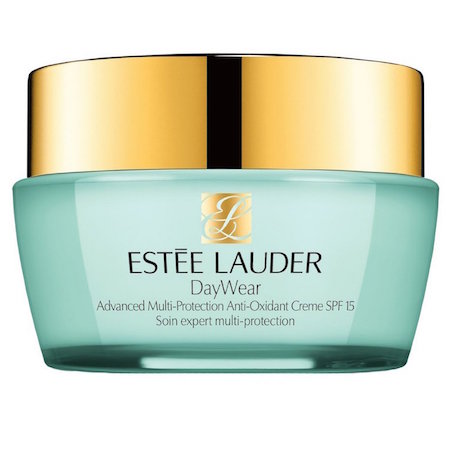 ESTĒE LAUDER
DayWear
Advanced Multi-Protection Anti-Oxidant Creme SPF 15
Soin expert multi-protection